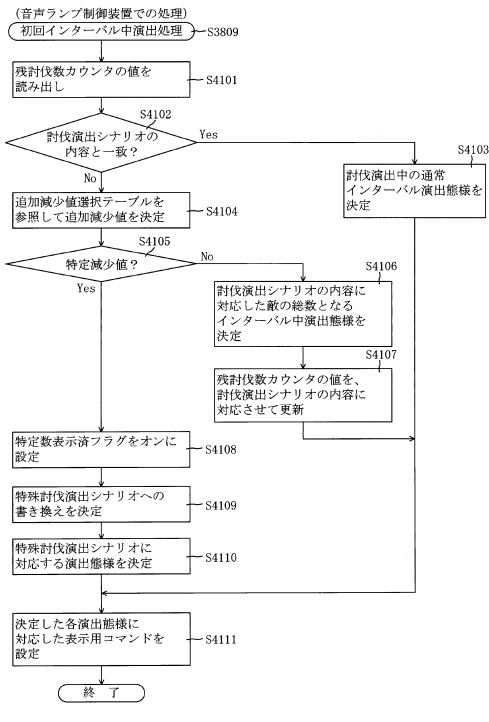 (音声ランプ制御装置での処理)
初回インターバル中演出処理
S3809
残討伐数カウンタの値を
読み出し
S4101
S4102
討伐演出シナリオの
内容と一致?
Yes
No
S4103
討伐演出中の通常
インターバル演出態様を
決定
追加減少値選択テーブルを
参照して追加減少値を決定
S4104
S4105
特定減少値?
No
Yes
S4106
討伐演出シナリオの内容に
対応した敵の総数となる
インターバル中演出態様を
決定
S4107
残討伐数カウンタの値を、
討伐演出シナリオの内容に
対応させて更新
特定数表示済フラグをオンに
設定
S4108
特殊討伐演出シナリオへの
書き換えを決定
S4109
特殊討伐演出シナリオに
対応する演出態様を決定
S4110
決定した各演出態様に
対応した表示用コマンドを
設定
S4111
終 了